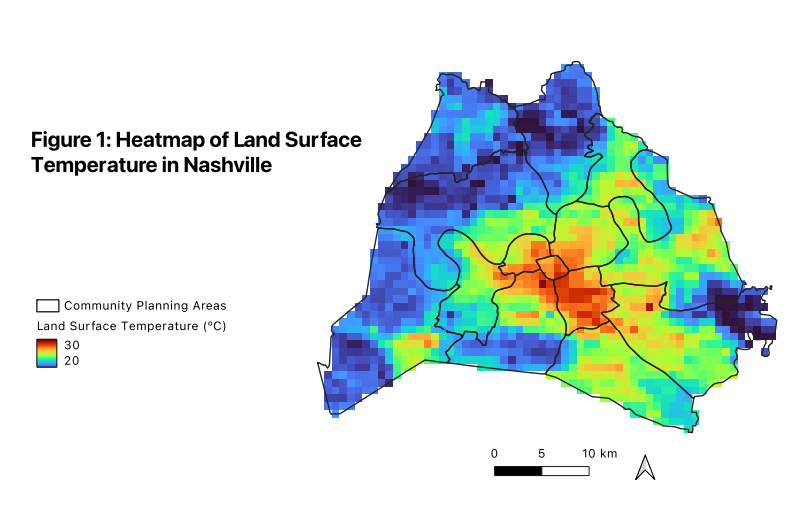 Figure 1: Heatmap of Land Surface
Temperature in Nashville
Community Planning Areas
Land Surface Temperature (°C)
30
20
0 5 10 km